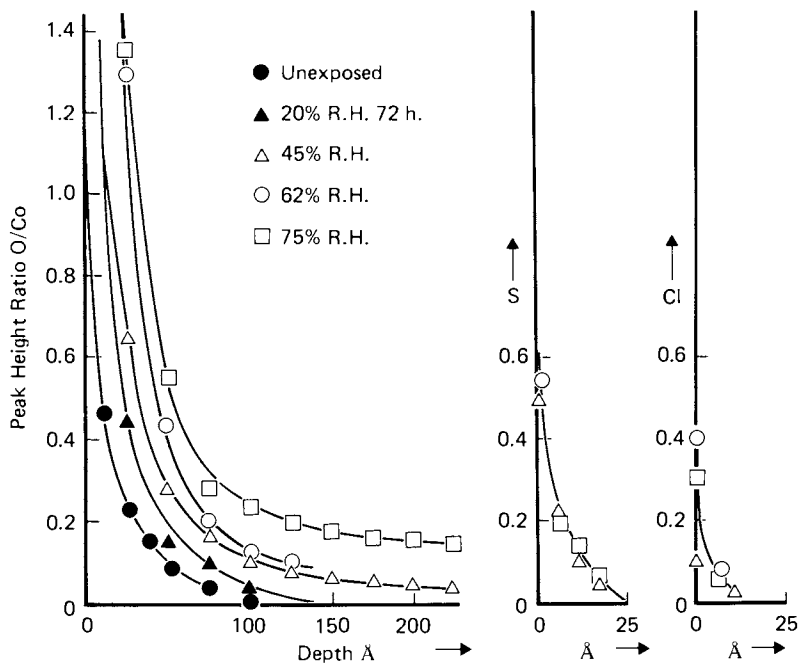 1.4
1.2
1.0
0.8
0.6
0.4
0.2
0
Peak Height Ratio O/Co
Unexposed
20% R.H. 72 h.
45% R.H.
62% R.H.
75% R.H.
0
50
100
150
200
Depth Å
S
0.6
0.4
0.2
0
0
25
Å
Cl
0.6
0.4
0.2
0
0
25
Å